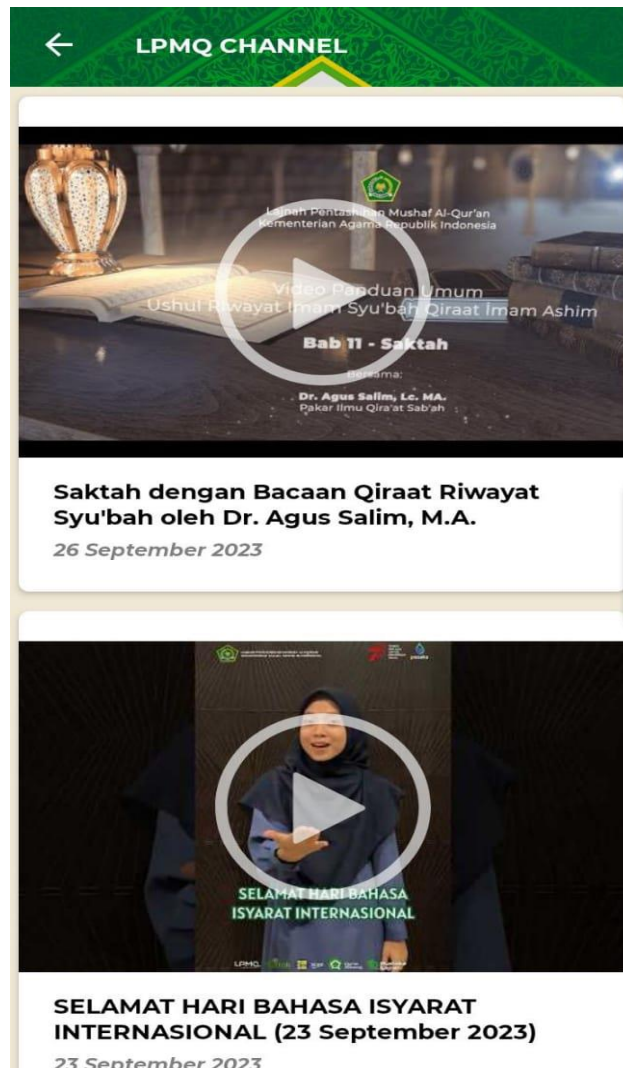 LPMQ CHANNEL
Lajnah Pentashihan Mushaf Al-Qur'an
Kementerian Agama Republik Indonesia
Video Panduan Umum
Ushul Riwayat Imam Syu'bah Qiraat Imam Ashim
Bab 11 - Saktah
Bersama:
Dr. Agus Salim, Lc. MA.
Pakar Ilmu Qira'at Sab'ah
Saktah dengan Bacaan Qiraat Riwayat
Syu'bah oleh Dr. Agus Salim, M.A.
26 September 2023
SELAMAT HARI BAHASA
ISYARAT INTERNASIONAL
LPMQ
SELAMAT HARI BAHASA ISYARAT
INTERNASIONAL (23 September 2023)
23 September 2023